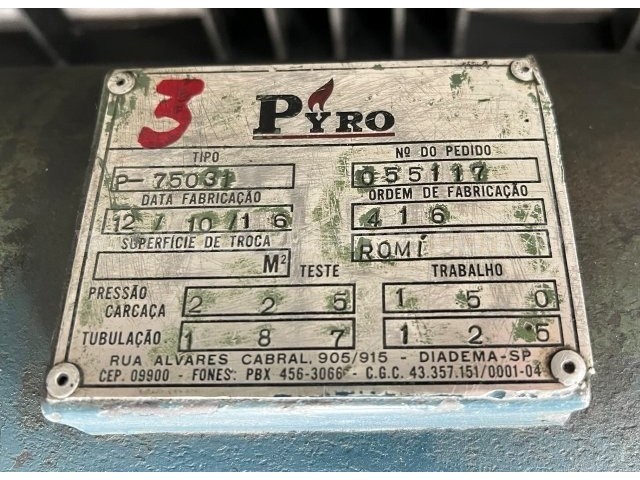 3
PYRO
TIPO
Nº DO PEDIDO
P-75031
055117
DATA FABRICAÇÃO
ORDEM DE FABRICAÇÃO
12/10/16
416
SUPERFÍCIE DE TROCA
ROMi
M² TESTE TRABALHO
PRESSÃO
CARCAÇA 225 150
TUBULAÇÃO 187 125
RUA ALVARES CABRAL, 905/915 - DIADEMA-SP
CEP. 09900 - FONES: PBX 456-3066 - C.G.C. 43.357.151/0001-04